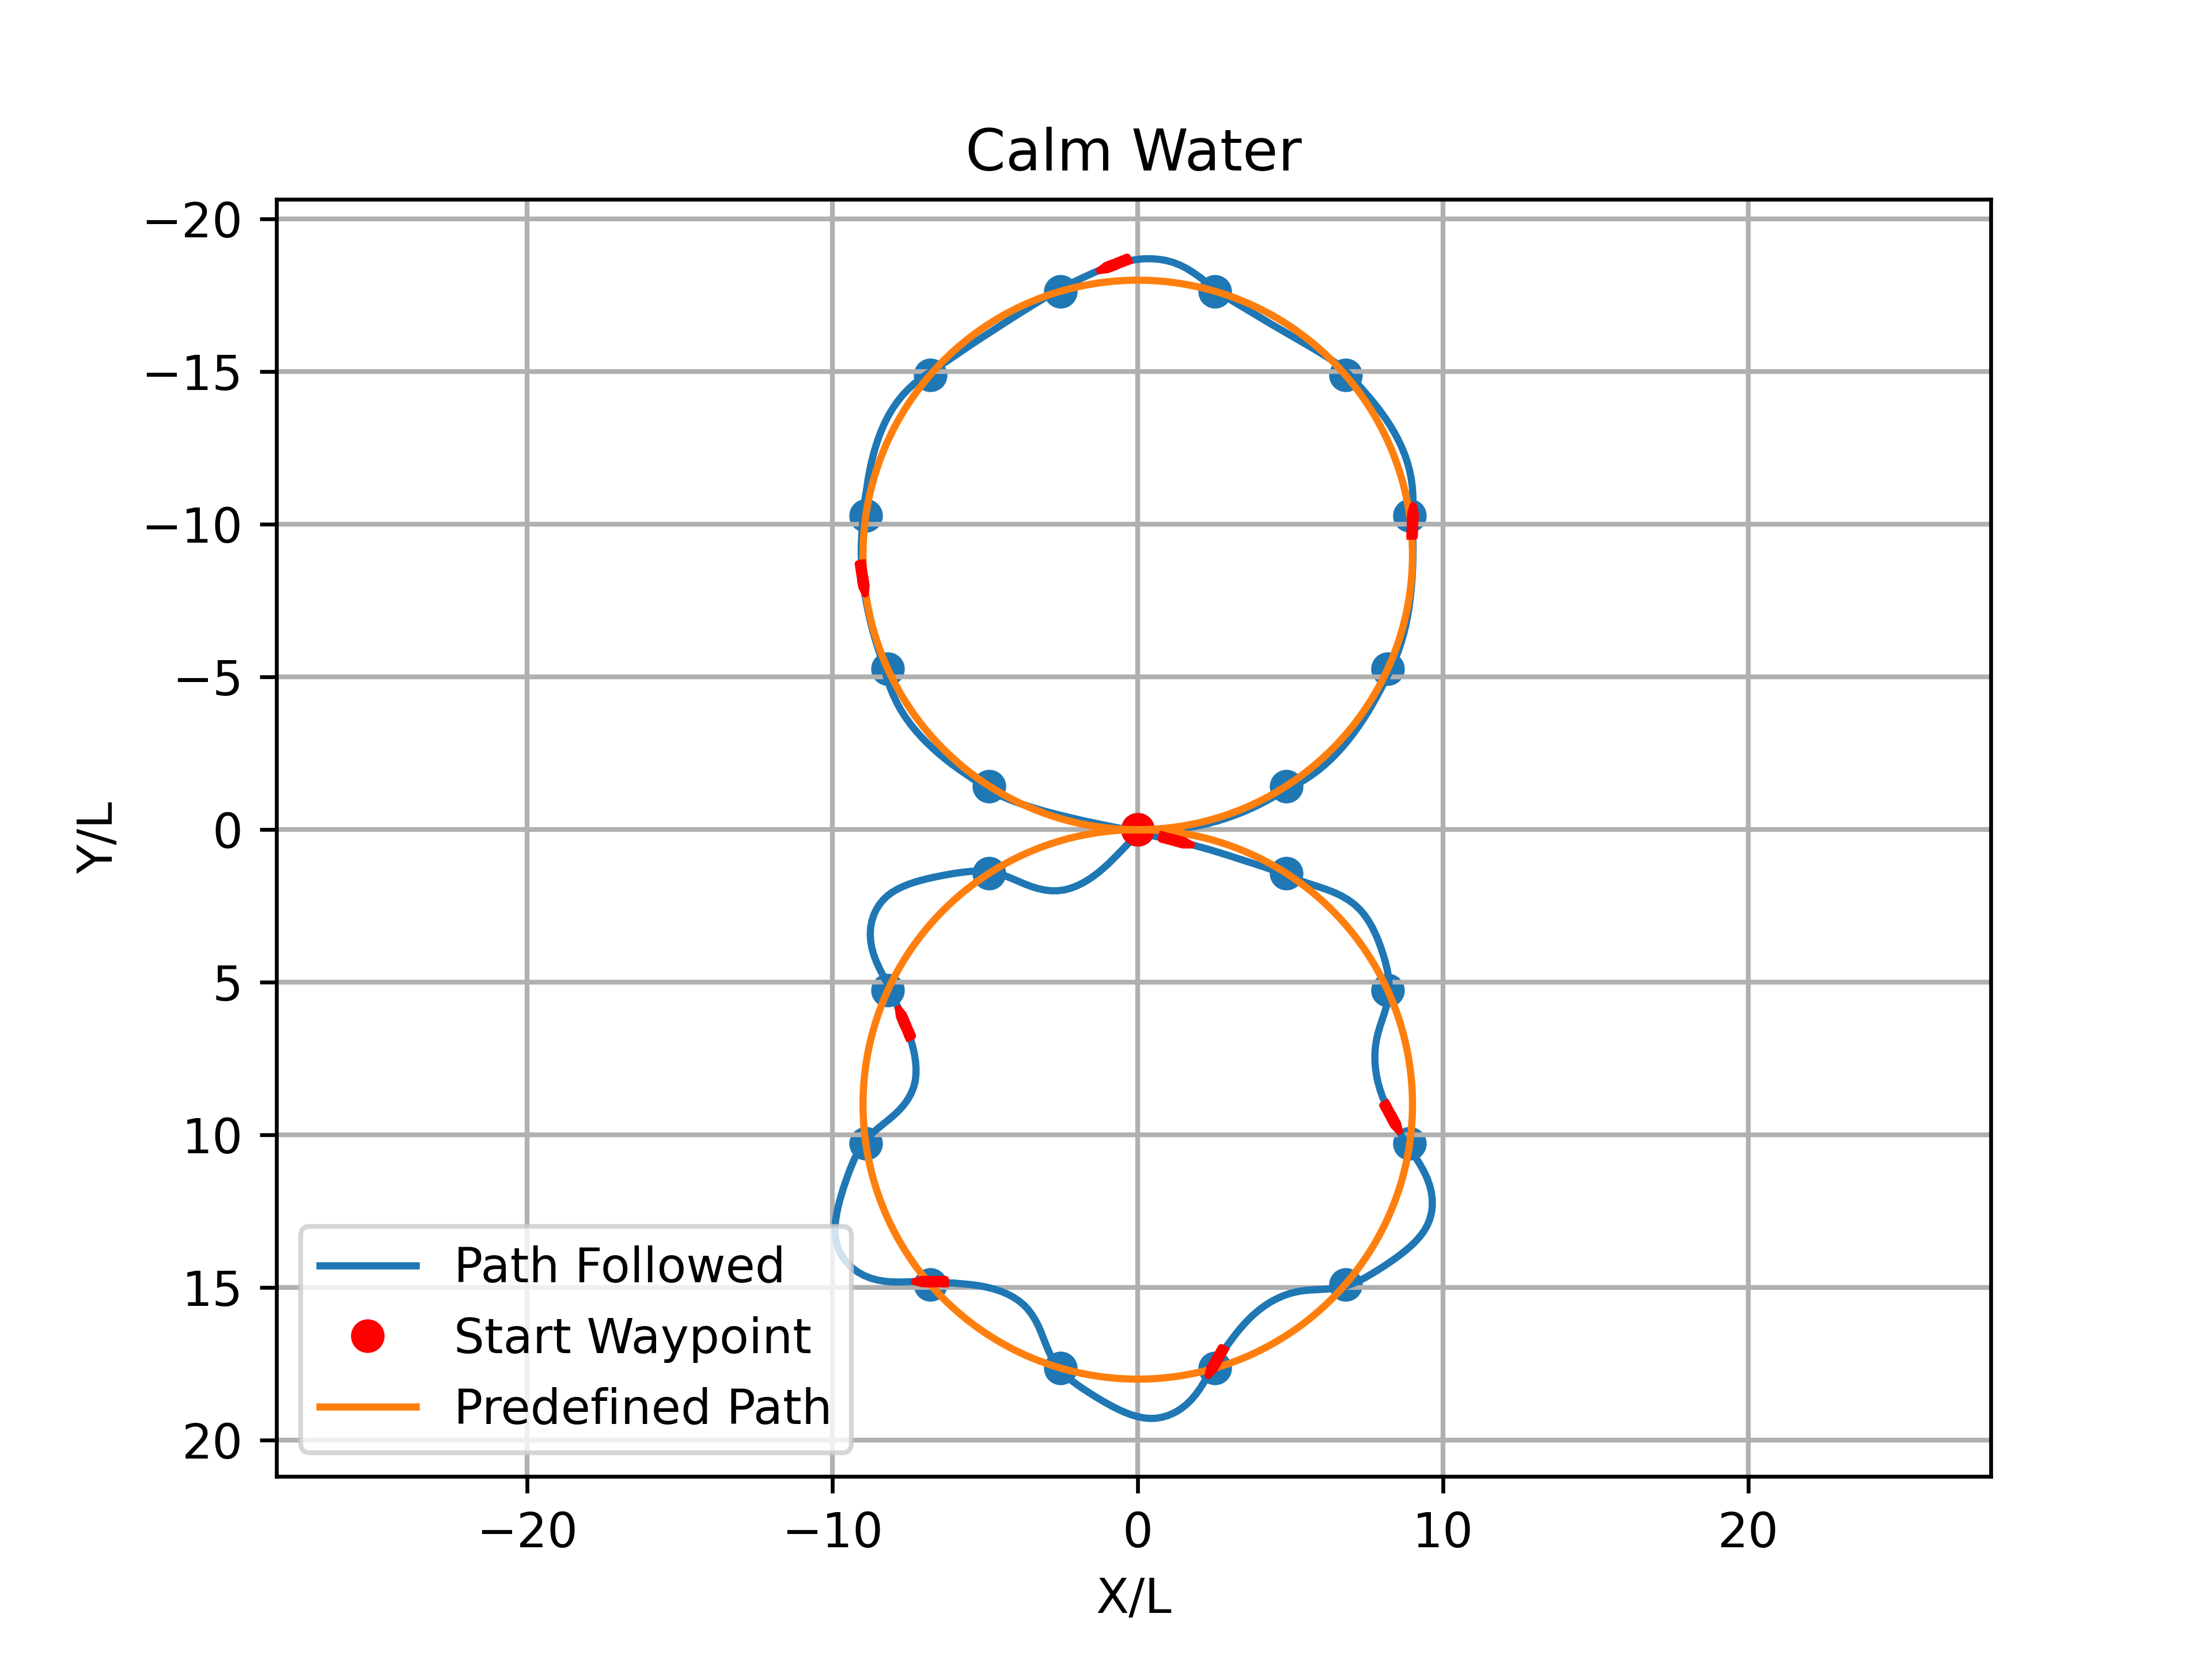 Calm Water
−20
−15
−10
−5
0
5
10
15
20
Y/L
Path Followed
Start Waypoint
Predefined Path
−20
−10
0
10
20
X/L